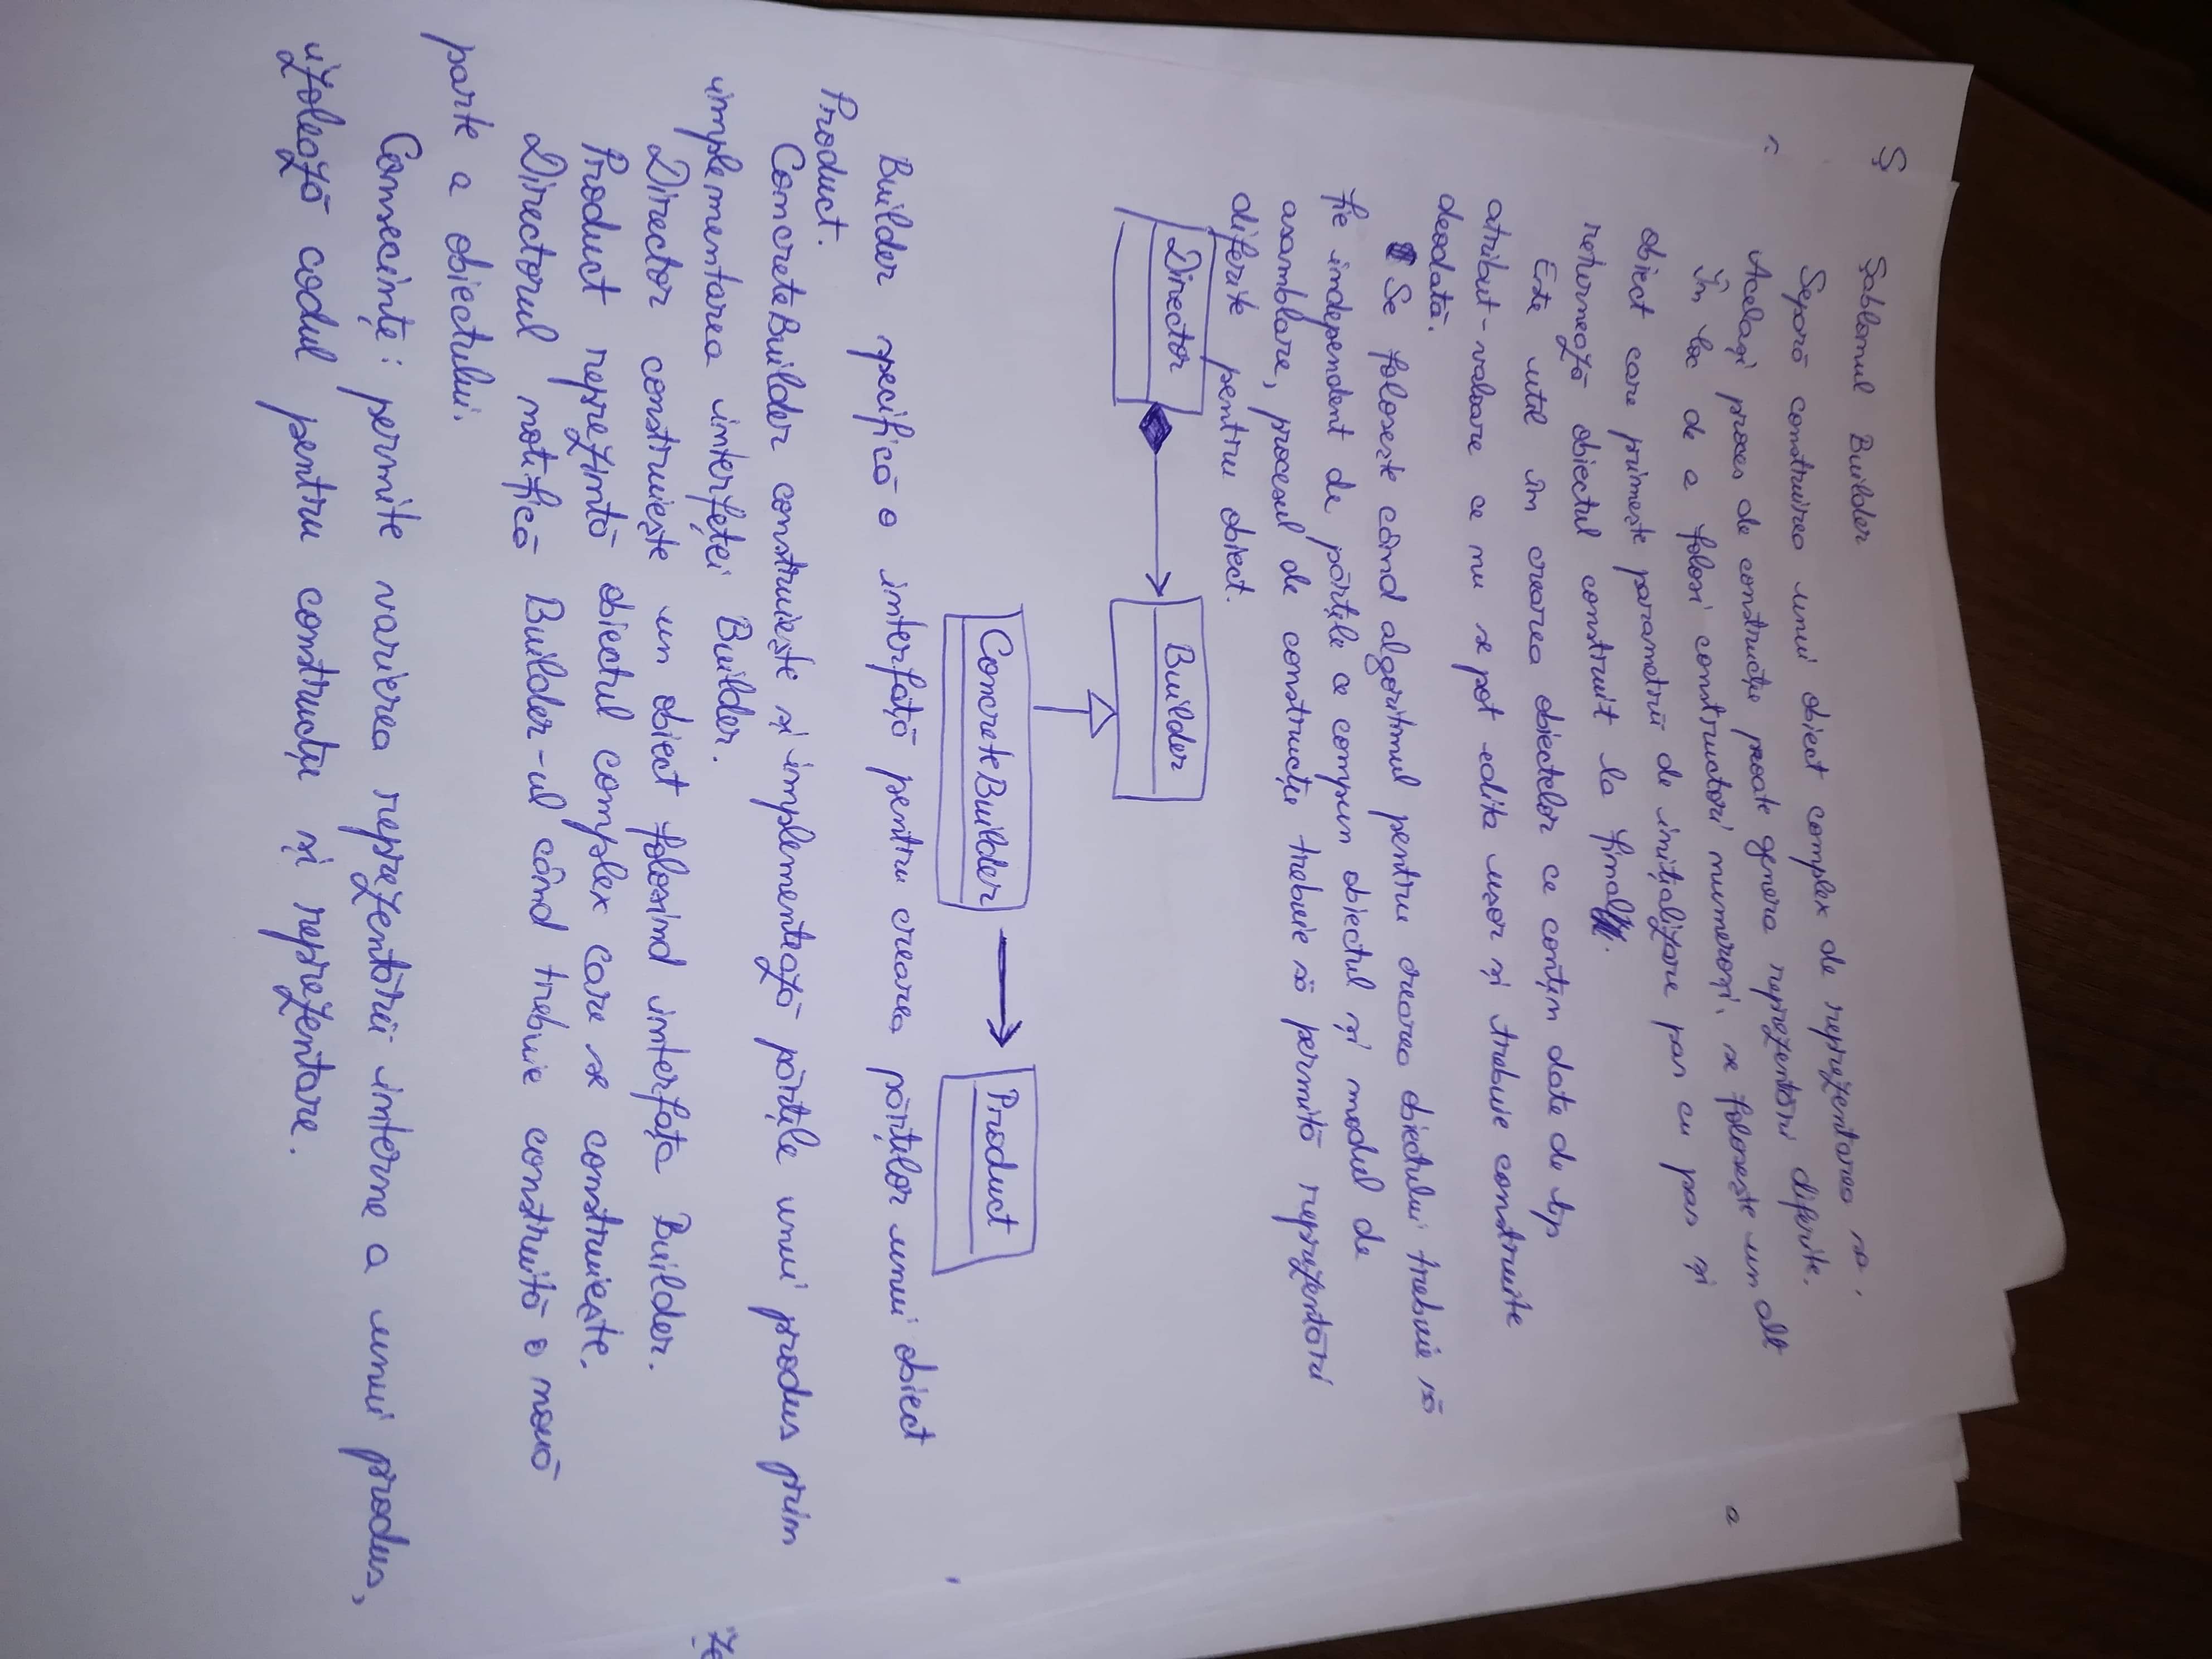 Șablonul Builder
Separă construirea unui obiect complex de reprezentarea sa.
Același proces de construcție poate genera reprezentări diferite.
În loc de a folosi constructori numeroși, se folosește un alt
obiect care primește parametrii de inițializare pas cu pas și
returnează obiectul construit la final.
Este util în crearea obiectelor ce conțin date de tip
atribut-valoare ce nu se pot edita ușor și trebuie construite
deodată.
Se folosește când algoritmul pentru crearea obiectului trebuie să
fie independent de părțile ce compun obiectul și modul de
asamblare, procesul de construcție trebuie să permită reprezentări
diferite pentru obiect.
Director
Builder
ConcreteBuilder
Product
Builder specifică o interfață pentru crearea părților unui obiect
Product.
ConcreteBuilder construiește și implementează părțile unui produs prin
implementarea interfeței Builder.
Director construiește un obiect folosind interfața Builder.
Product reprezintă obiectul complex care se construiește.
Directorul notifică Builder-ul când trebuie construită o nouă
parte a obiectului.
Consecințe: permite varierea reprezentării interne a unui produs,
izolează codul pentru construcție și reprezentare.